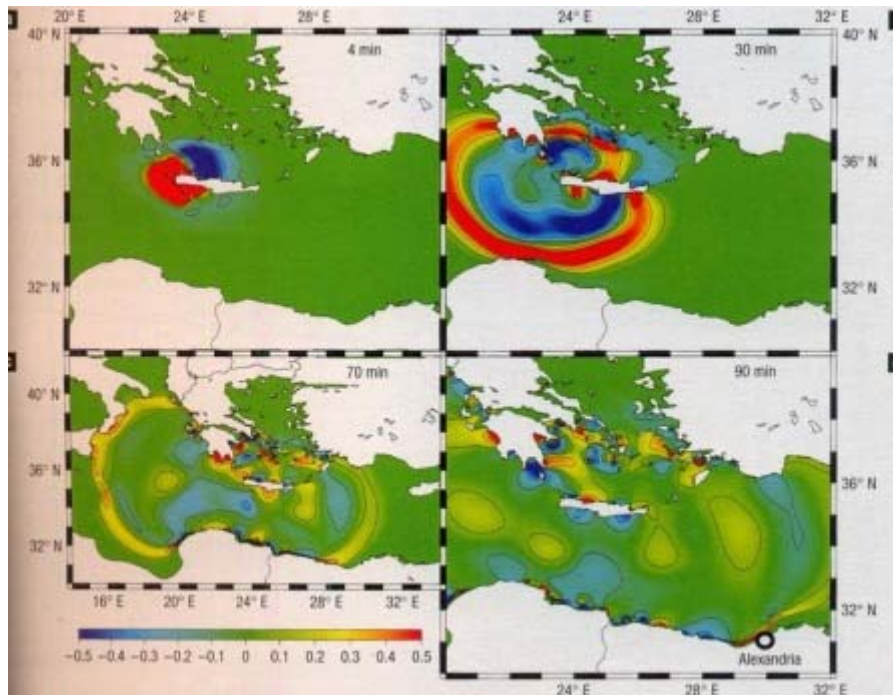 20° E 24° E 28° E 24° E 28° E 32° E
40° N 4 min 30 min 40° N
36° N 36° N
32° N 32° N
70 min 90 min
40° N
36° N 36° N
32° N 32° N
16° E 20° E 24° E 28° E 32° E
−0.5 −0.4 −0.3 −0.2 −0.1 0 0.1 0.2 0.3 0.4 0.5
Alexandria
24° E 28° E 32° E